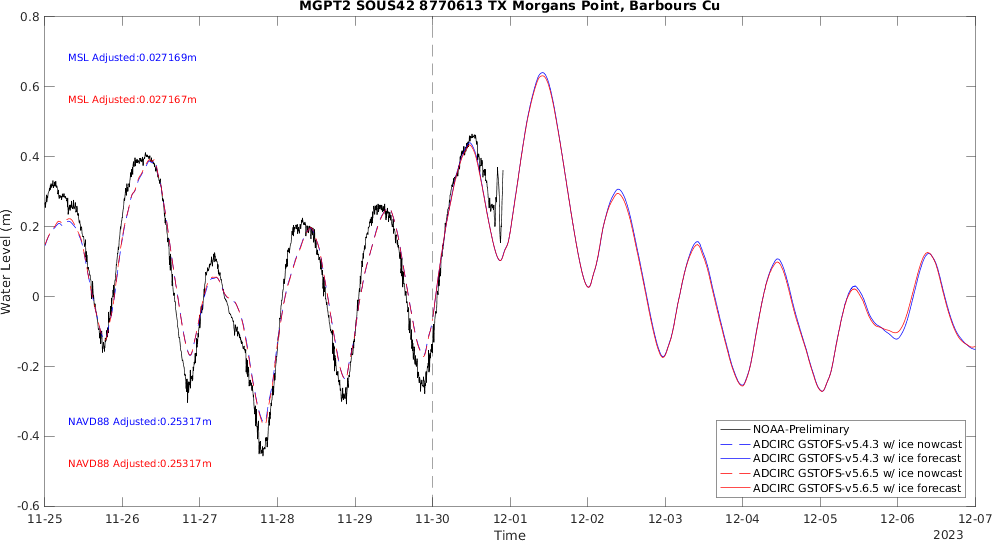 MGPT2 SOUS42 8770613 TX Morgans Point, Barbours Cu
0.8
MSL Adjusted:0.027169m
0.6
MSL Adjusted:0.027167m
0.4
0.2
Water Level (m)
0
-0.2
NAVD88 Adjusted:0.25317m
-0.4
NAVD88 Adjusted:0.25317m
-0.6
NOAA-Preliminary
ADCIRC GSTOFS-v5.4.3 w/ ice nowcast
ADCIRC GSTOFS-v5.4.3 w/ ice forecast
ADCIRC GSTOFS-v5.6.5 w/ ice nowcast
ADCIRC GSTOFS-v5.6.5 w/ ice forecast
11-25 11-26 11-27 11-28 11-29 11-30 12-01 12-02 12-03 12-04 12-05 12-06 12-07
Time
2023